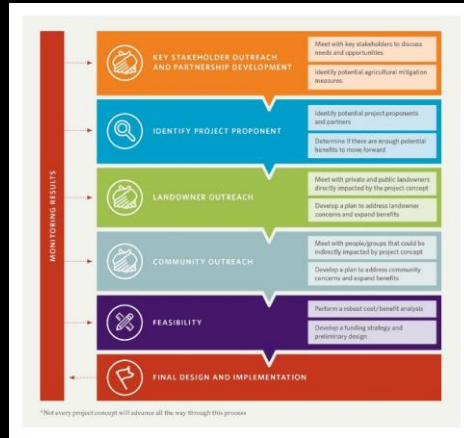 MONITORING RESULTS
KEY STAKEHOLDER OUTREACH
AND PARTNERSHIP DEVELOPMENT
Meet with key stakeholders to discuss
needs and opportunities
Identify potential agricultural mitigation
measures
IDENTIFY PROJECT PROPONENT
Identify potential project proponents
and partners
Determine if there are enough potential
benefits to move forward
LANDOWNER OUTREACH
Meet with private and public landowners
directly impacted by the project concept
Develop a plan to address landowner
concerns and expand benefits
COMMUNITY OUTREACH
Meet with people/groups that could be
indirectly impacted by project concept
Develop a plan to address community
concerns and expand benefits
FEASIBILITY
Perform a robust cost/benefit analysis
Develop a funding strategy and
preliminary design
FINAL DESIGN AND IMPLEMENTATION
*Not every project concept will advance all the way through this process